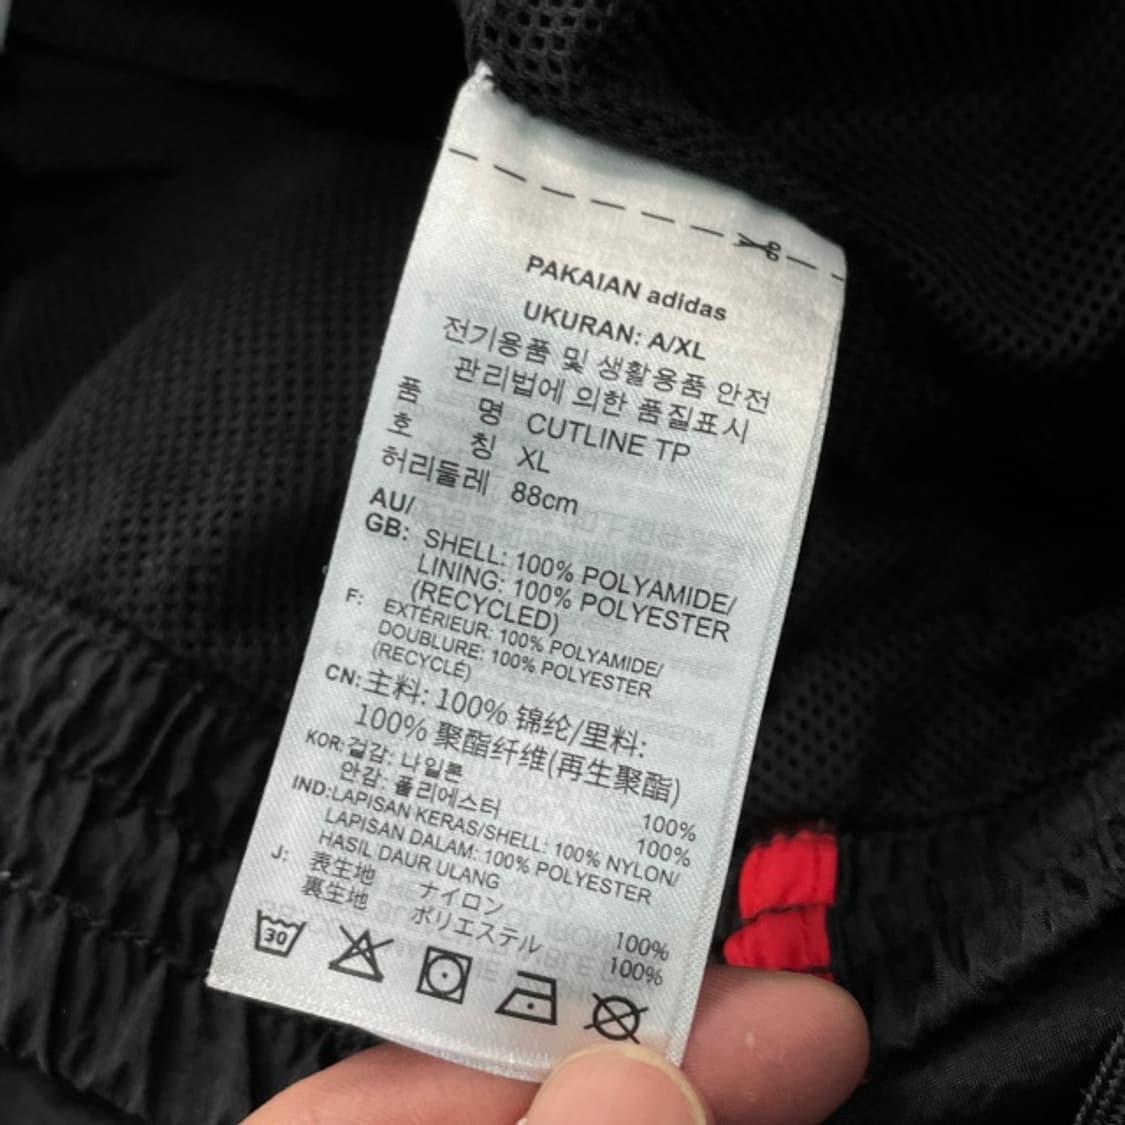 PAKAIAN adidas
UKURAN: A/XL
전기용품 및 생활용품 안전
관리법에 의한 품질표시
품 명 CUTLINE TP
호 칭 XL
허리둘레 88cm
AU/
GB: SHELL: 100% POLYAMIDE/
LINING: 100% POLYESTER
(RECYCLED)
F: EXTÉRIEUR: 100% POLYAMIDE/
DOUBLURE: 100% POLYESTER
(RECYCLÉ)
CN: 主料: 100% 锦纶/里料:
100% 聚酯纤维(再生聚酯)
KOR: 겉감: 나일론 100%
안감: 폴리에스터 100%
IND: LAPISAN KERAS/SHELL: 100% NYLON/
LAPISAN DALAM: 100% POLYESTER
HASIL DAUR ULANG
J: 表生地 ナイロン 100%
裏生地 ポリエステル 100%
30